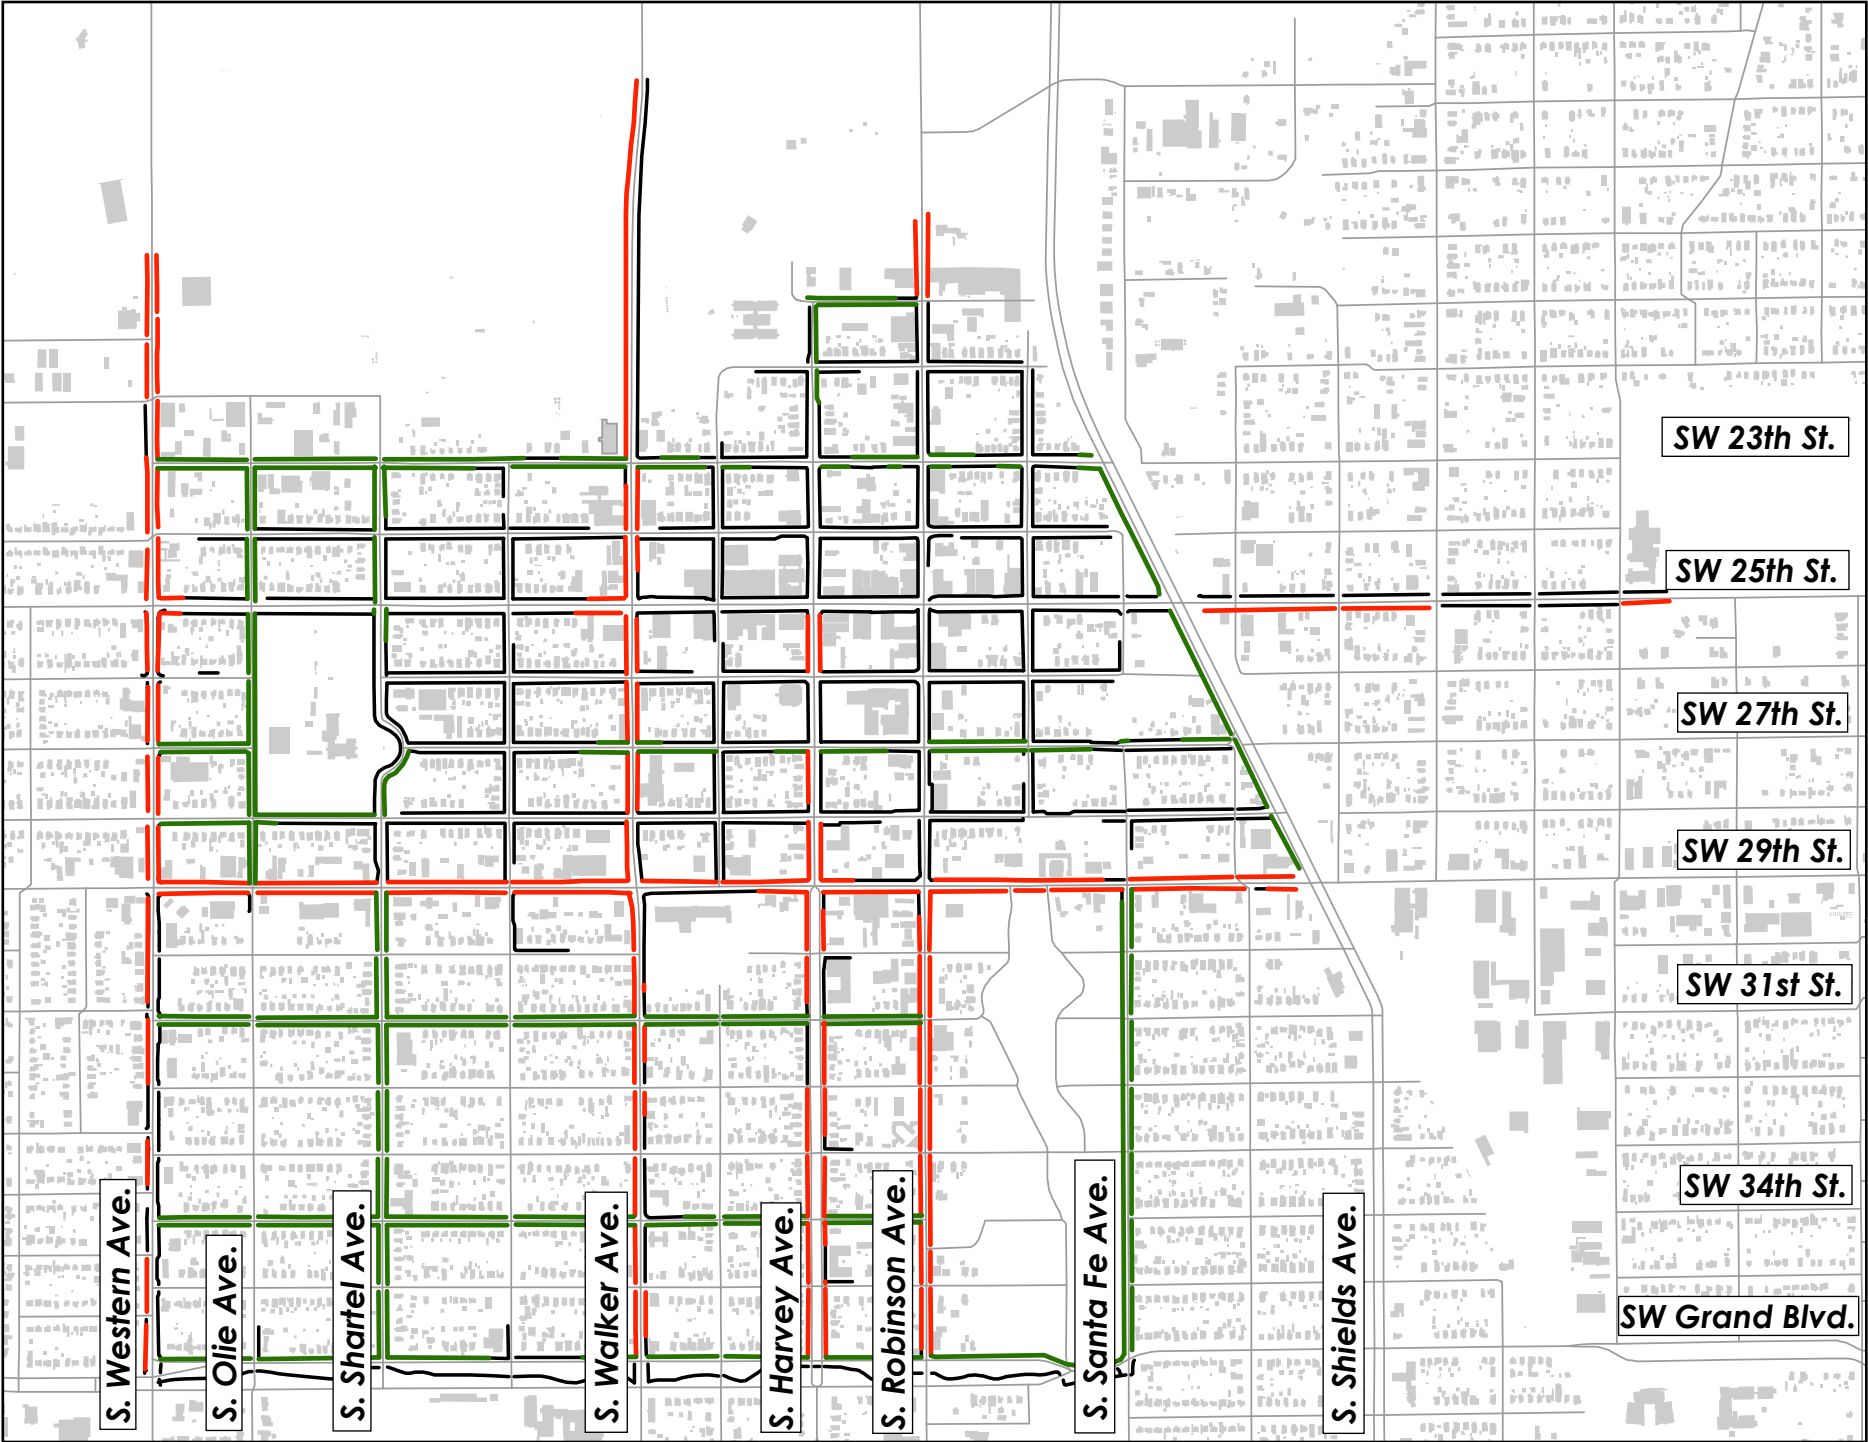 SW 23th St.
SW 25th St.
SW 27th St.
SW 29th St.
SW 31st St.
SW 34th St.
SW Grand Blvd.
S. Western Ave.
S. Olie Ave.
S. Shartel Ave.
S. Walker Ave.
S. Harvey Ave.
S. Robinson Ave.
S. Santa Fe Ave.
S. Shields Ave.